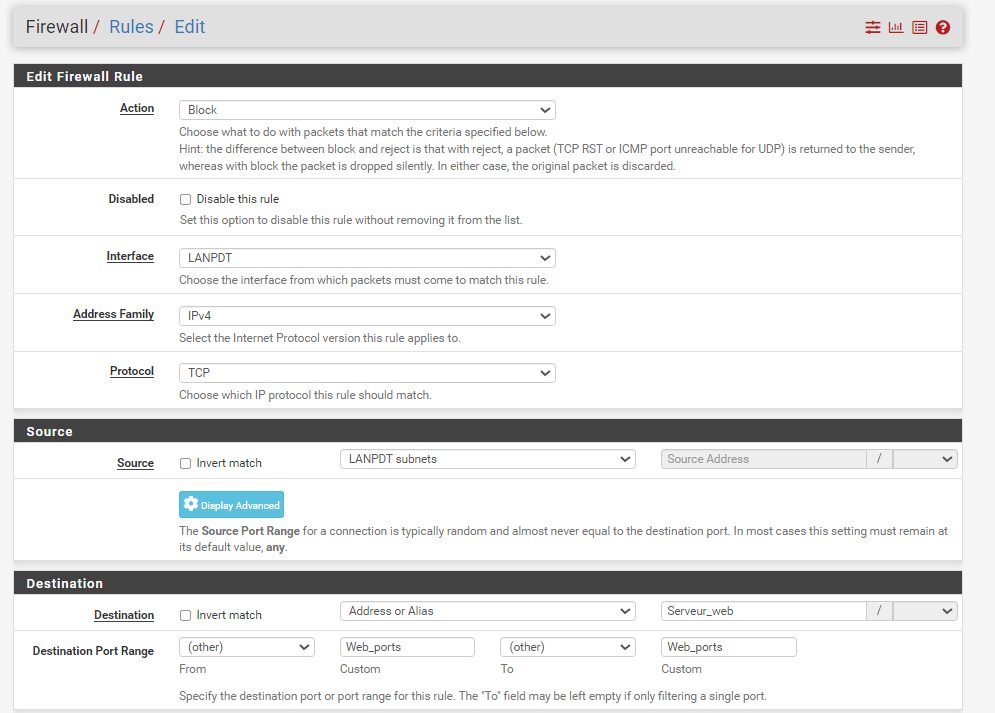 Firewall / Rules / Edit
Edit Firewall Rule
Action
Block
Choose what to do with packets that match the criteria specified below.
Hint: the difference between block and reject is that with reject, a packet (TCP RST or ICMP port unreachable for UDP) is returned to the sender,
whereas with block the packet is dropped silently. In either case, the original packet is discarded.
Disabled
Disable this rule
Set this option to disable this rule without removing it from the list.
Interface
LANPDT
Choose the interface from which packets must come to match this rule.
Address Family
IPv4
Select the Internet Protocol version this rule applies to.
Protocol
TCP
Choose which IP protocol this rule should match.
Source
Source
Invert match
LANPDT subnets
Source Address
/
Display Advanced
The Source Port Range for a connection is typically random and almost never equal to the destination port. In most cases this setting must remain at
its default value, any.
Destination
Destination
Invert match
Address or Alias
Serveur_web
/
Destination Port Range
(other)
Web_ports
(other)
Web_ports
From
Custom
To
Custom
Specify the destination port or port range for this rule. The "To" field may be left empty if only filtering a single port.